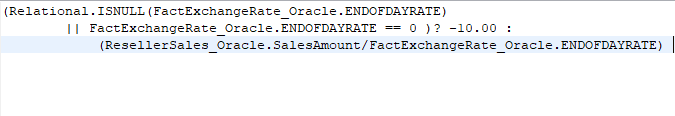 (Relational.ISNULL(FactExchangeRate_Oracle.ENDOFDAYRATE)
|| FactExchangeRate_Oracle.ENDOFDAYRATE == 0 )? -10.00 :
(ResellerSales_Oracle.SalesAmount/FactExchangeRate_Oracle.ENDOFDAYRATE)